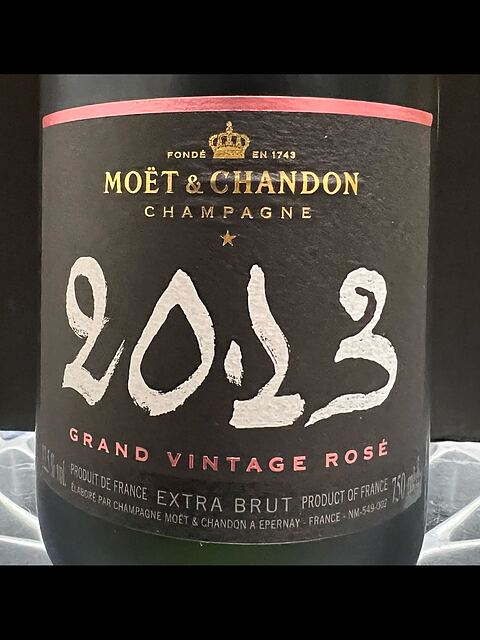 FONDÉ EN 1743
MOËT & CHANDON
CHAMPAGNE
2013
GRAND VINTAGE ROSÉ
PRODUIT DE FRANCE EXTRA BRUT PRODUCT OF FRANCE 750
ÉLABORÉ PAR CHAMPAGNE MOËT & CHANDON A EPERNAY - FRANCE - NM-549-002